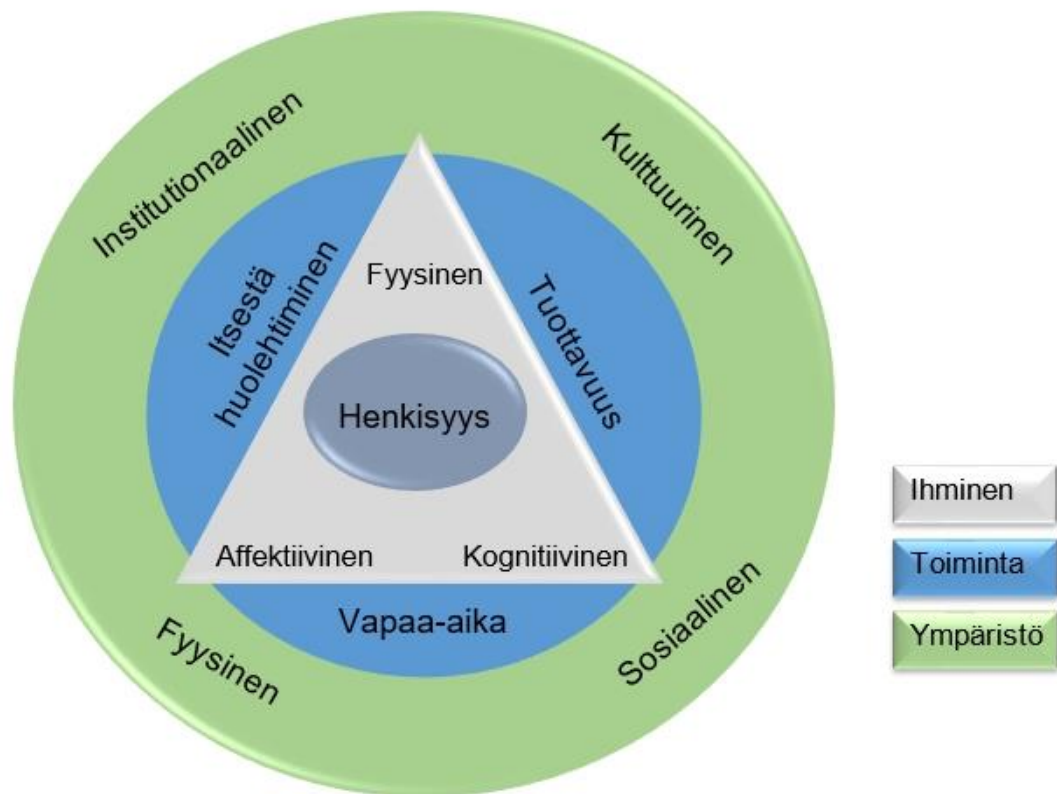 Institutionaalinen
Kulttuurinen
Itsestä
huolehtiminen
Fyysinen
Tuottavuus
Henkisyys
Affektiivinen
Kognitiivinen
Vapaa-aika
Fyysinen
Sosiaalinen
Ihminen
Toiminta
Ympäristö